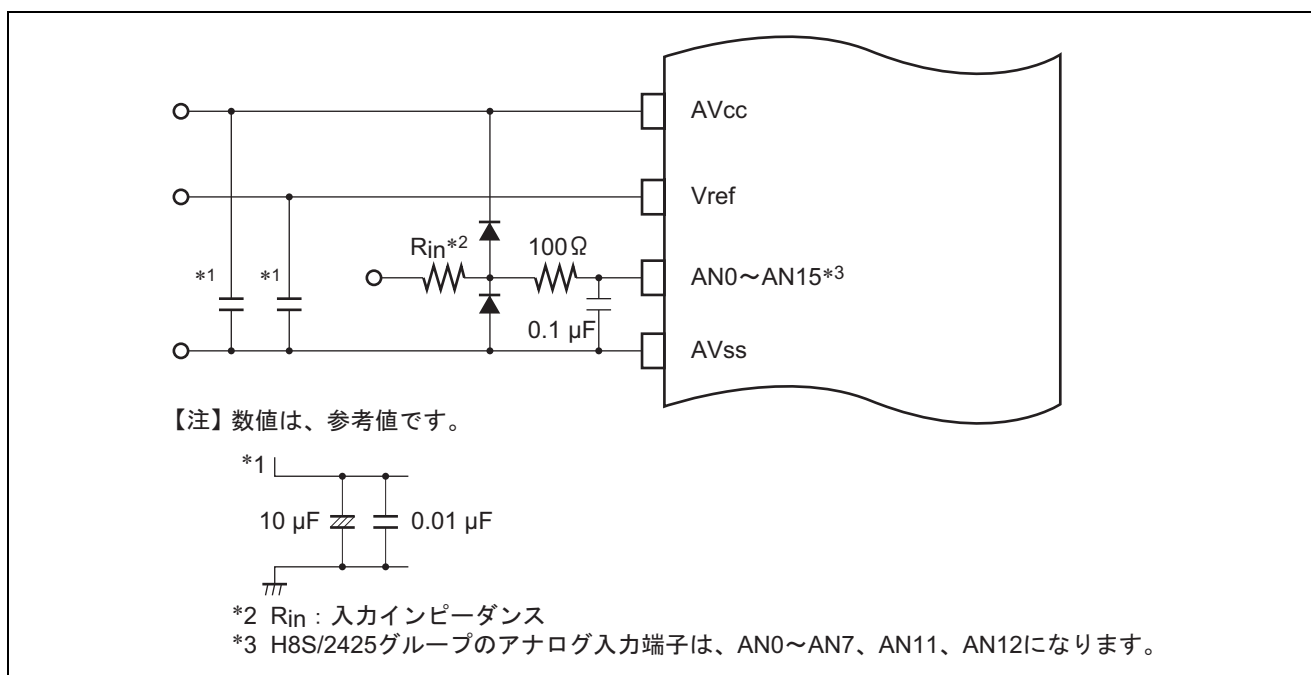 AVcc
Vref
Rin*2
100Ω
*1
*1
AN0～AN15*3
0.1 μF
AVss
【注】数値は、参考値です。
*1
10 μF
0.01 μF
*2 Rin：入力インピーダンス
*3 H8S/2425グループのアナログ入力端子は、AN0～AN7、AN11、AN12になります。